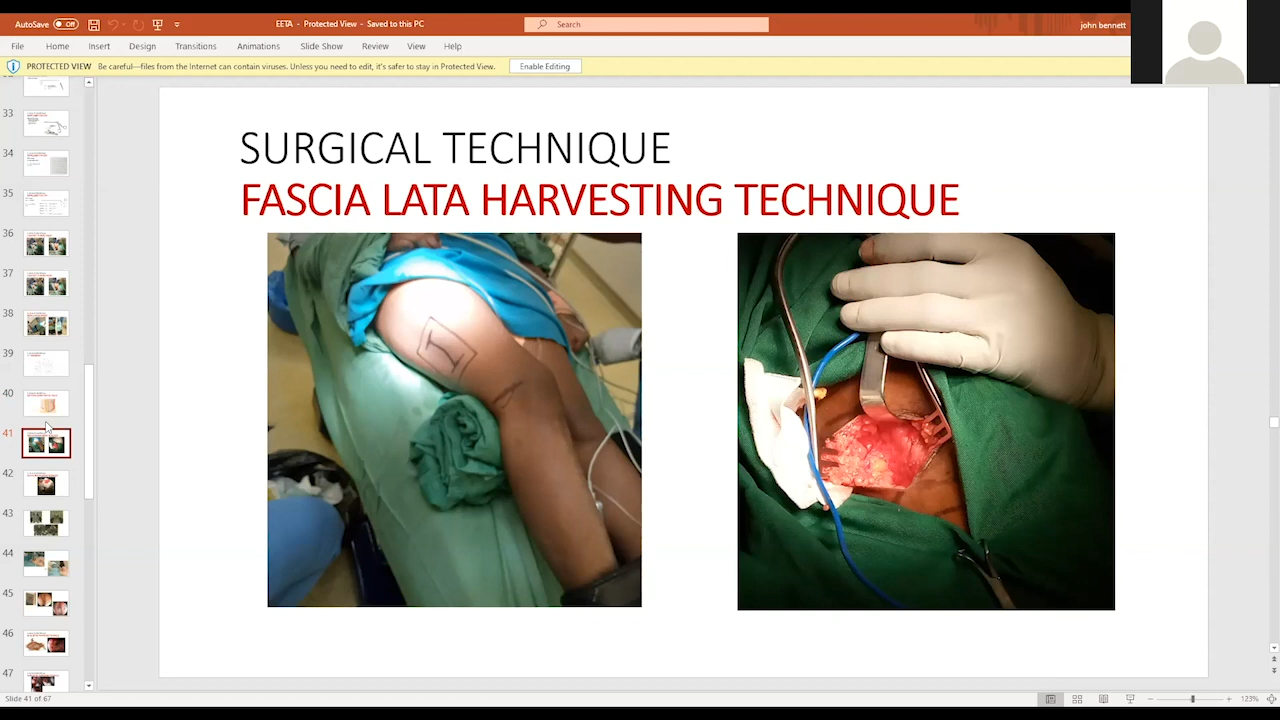 AutoSave Off EETA - Protected View - Saved to this PC Search john bennett
File Home Insert Design Transitions Animations Slide Show Review View Help
PROTECTED VIEW Be careful—files from the Internet can contain viruses. Unless you need to edit, it's safer to stay in Protected View. Enable Editing
SURGICAL TECHNIQUE
FASCIA LATA HARVESTING TECHNIQUE
33
34
35
36
37
38
39
40
41
42
43
44
45
46
47
Slide 41 of 67 123%